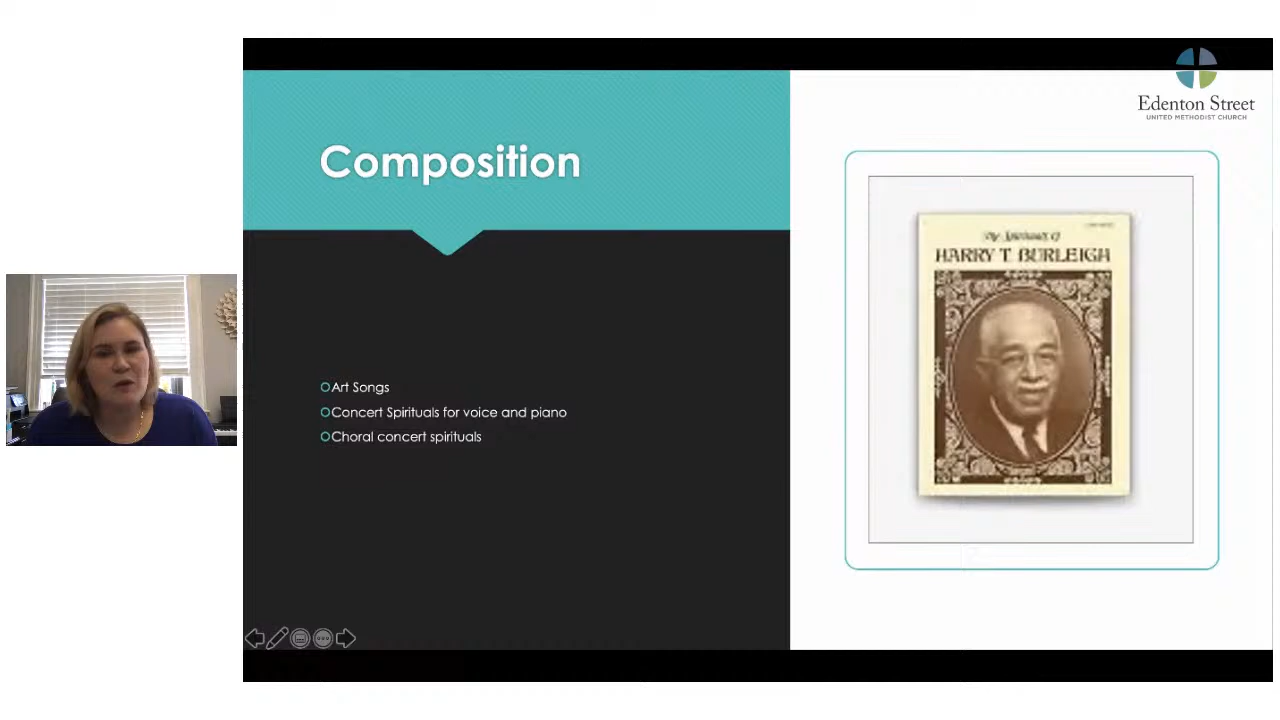 Edenton Street
UNITED METHODIST CHURCH
Composition
Art Songs
Concert Spirituals for voice and piano
Choral concert spirituals
The Spirituals of
HARRY T. BURLEIGH